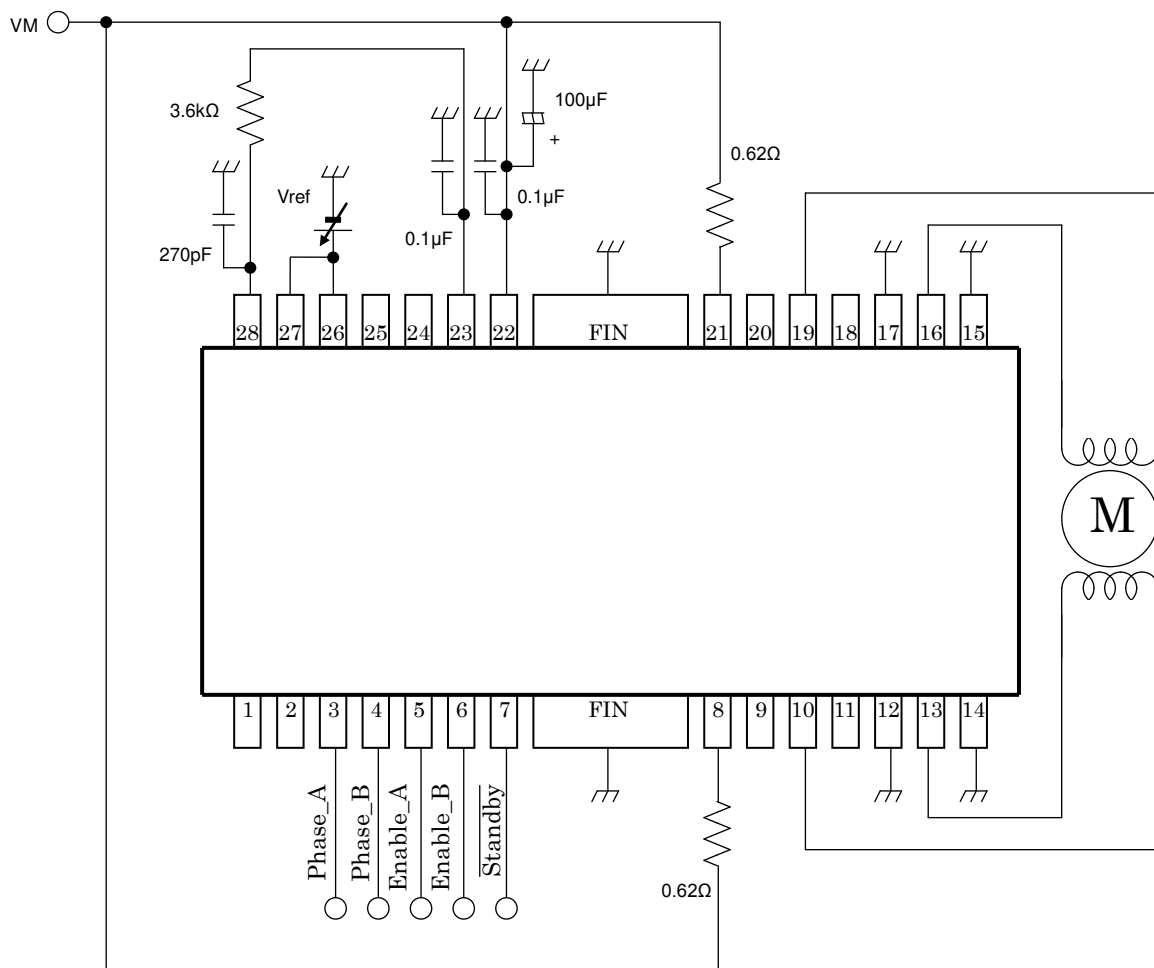 VM
3.6kΩ
100μF
+
0.62Ω
Vref
0.1μF
0.1μF
270pF
28 27 26 25 24 23 22 FIN 21 20 19 18 17 16 15
M
1 2 3 4 5 6 7 FIN 8 9 10 11 12 13 14
Phase_A
Phase_B
Enable_A
Enable_B
Standby
0.62Ω